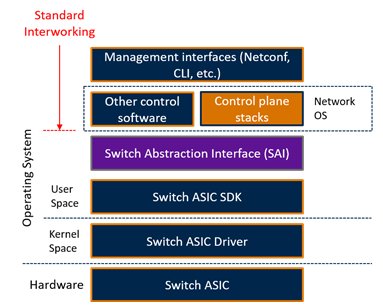 Standard
Interworking
Management interfaces (Netconf,
CLI, etc.)
Other control
software
Control plane
stacks
Network
OS
Switch Abstraction Interface (SAI)
Operating System
User
Space
Switch ASIC SDK
Kernel
Space
Switch ASIC Driver
Hardware
Switch ASIC